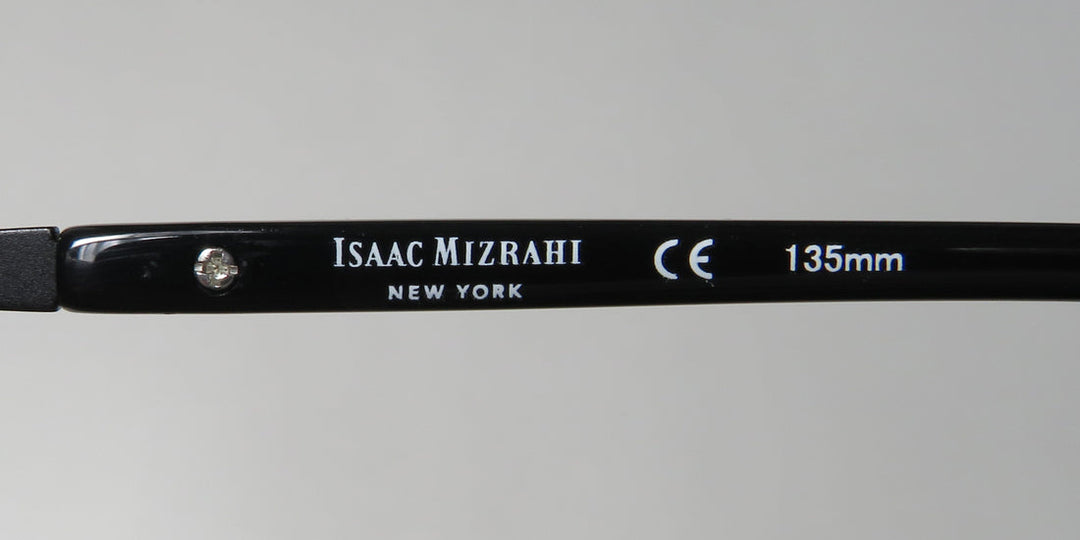 ISAAC MIZRAHI CE 135mm
NEW YORK